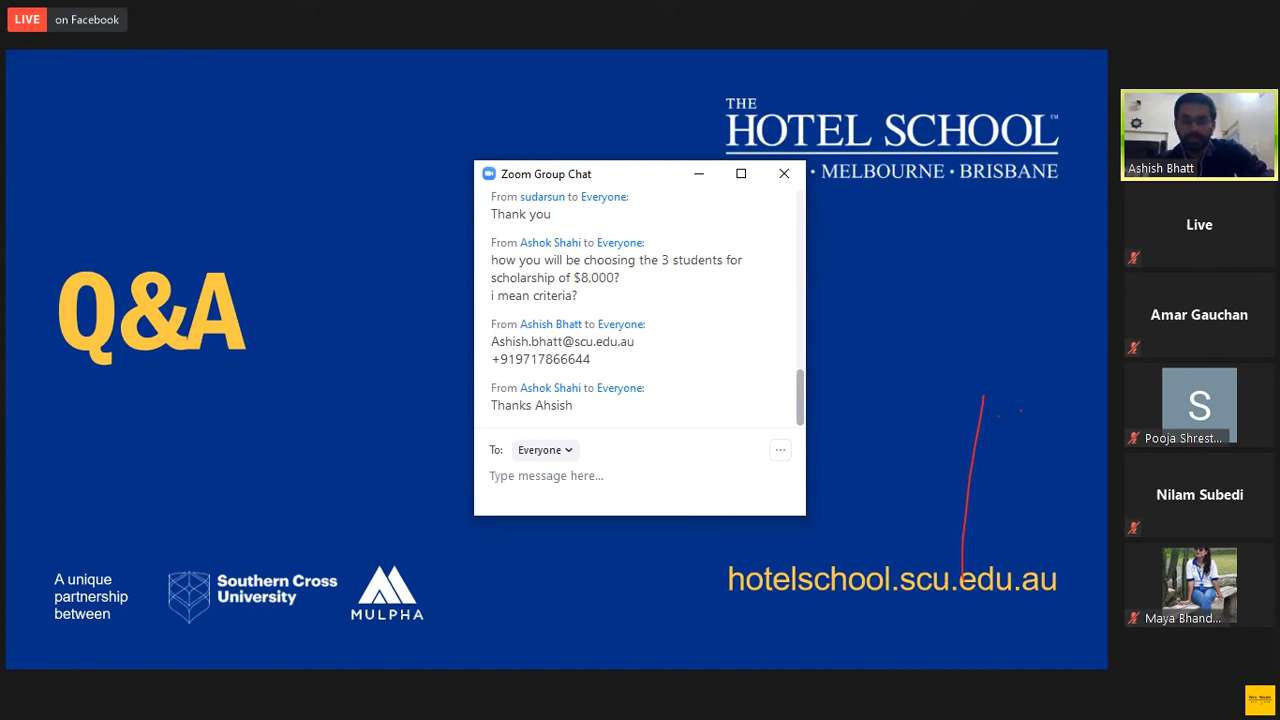 LIVE on Facebook
THE
HOTEL SCHOOL™
• MELBOURNE • BRISBANE
Zoom Group Chat
From sudarsun to Everyone:
Thank you
From Ashok Shahi to Everyone:
how you will be choosing the 3 students for
scholarship of $8,000?
i mean criteria?
From Ashish Bhatt to Everyone:
Ashish.bhatt@scu.edu.au
+919717866644
From Ashok Shahi to Everyone:
Thanks Ahsish
To: Everyone
Type message here...
Q&A
A unique
partnership
between
Southern Cross
University
MULPHA
hotelschool.scu.edu.au
Ashish Bhatt
Live
Amar Gauchan
S
Pooja Shrest...
Nilam Subedi
Maya Bhand...